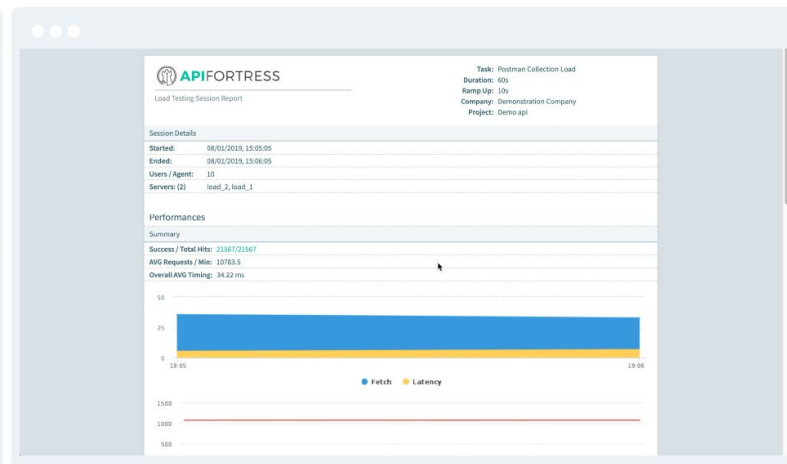 APIFORTRESS
Load Testing Session Report
Task: Postman Collection Load
Duration: 60s
Ramp Up: 10s
Company: Demonstration Company
Project: Demo api
Session Details
Started: 08/01/2019, 15:05:05
Ended: 08/01/2019, 15:06:05
Users / Agent: 10
Servers: (2) load_2, load_1
Performances
Summary
Success / Total Hits: 21567/21567
AVG Requests / Min: 10783.5
Overall AVG Timing: 34.22 ms
50
25
0
19:05 19:06
Fetch Latency
1500
1000
500